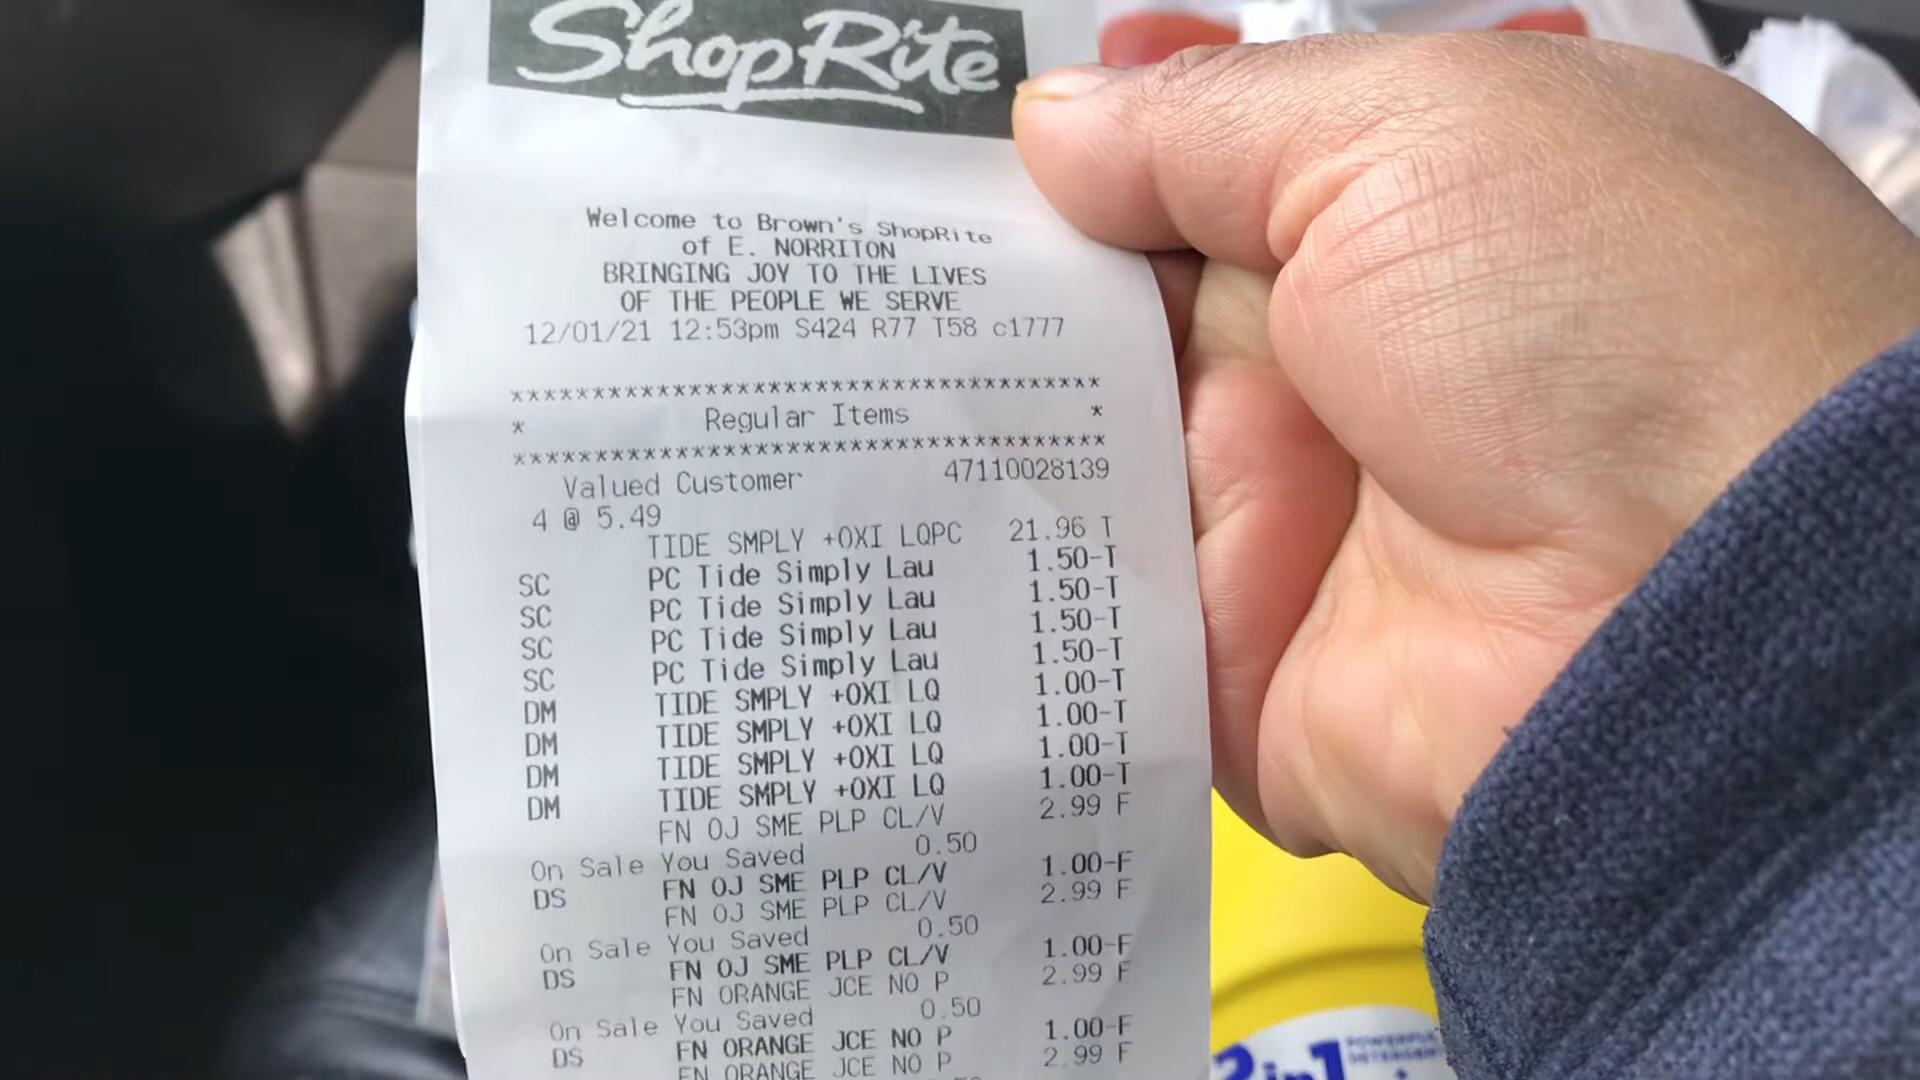 ShopRite
Welcome to Brown's ShopRite
of E. NORRITON
BRINGING JOY TO THE LIVES
OF THE PEOPLE WE SERVE
12/01/21 12:53pm S424 R77 T58 c1777
*************************************
* Regular Items *
*************************************
Valued Customer 47110028139
4 @ 5.49
TIDE SMPLY +OXI LQPC 21.96 T
SC PC Tide Simply Lau 1.50-T
SC PC Tide Simply Lau 1.50-T
SC PC Tide Simply Lau 1.50-T
SC PC Tide Simply Lau 1.50-T
DM TIDE SMPLY +OXI LQ 1.00-T
DM TIDE SMPLY +OXI LQ 1.00-T
DM TIDE SMPLY +OXI LQ 1.00-T
DM TIDE SMPLY +OXI LQ 1.00-T
FN OJ SME PLP CL/V 2.99 F
On Sale You Saved 0.50
DS FN OJ SME PLP CL/V 1.00-F
FN OJ SME PLP CL/V 2.99 F
On Sale You Saved 0.50
DS FN OJ SME PLP CL/V 1.00-F
FN ORANGE JCE NO P 2.99 F
On Sale You Saved 0.50
DS FN ORANGE JCE NO P 1.00-F
FN ORANGE JCE NO P 2.99 F
2in1
POWERFUL
DETERGENT